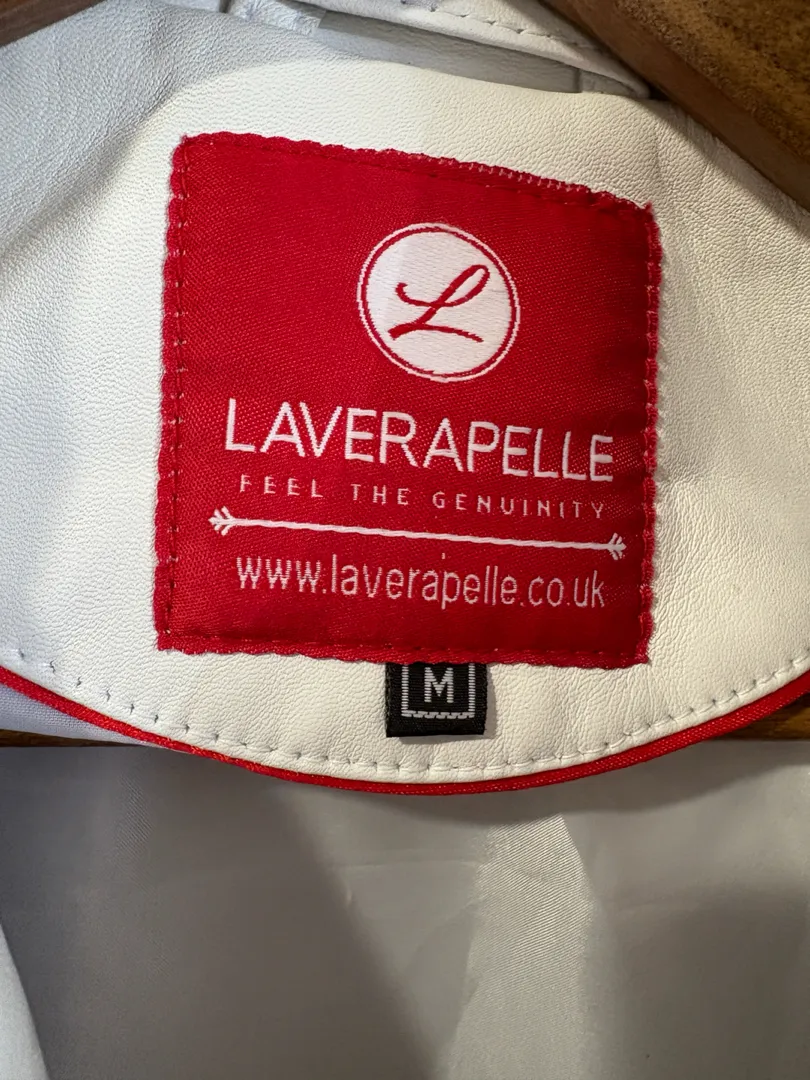 L
LAVERAPELLE
FEEL THE GENUINITY
www.laverapelle.co.uk
M